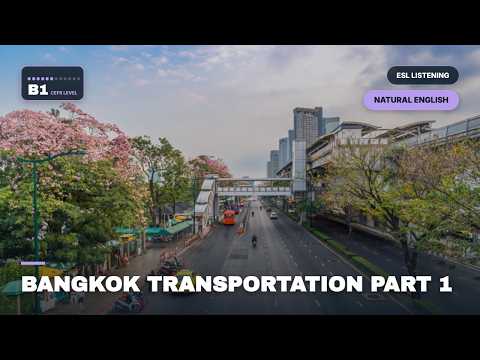 B1 CEFR LEVEL
ESL LISTENING
NATURAL ENGLISH
BANGKOK TRANSPORTATION PART 1